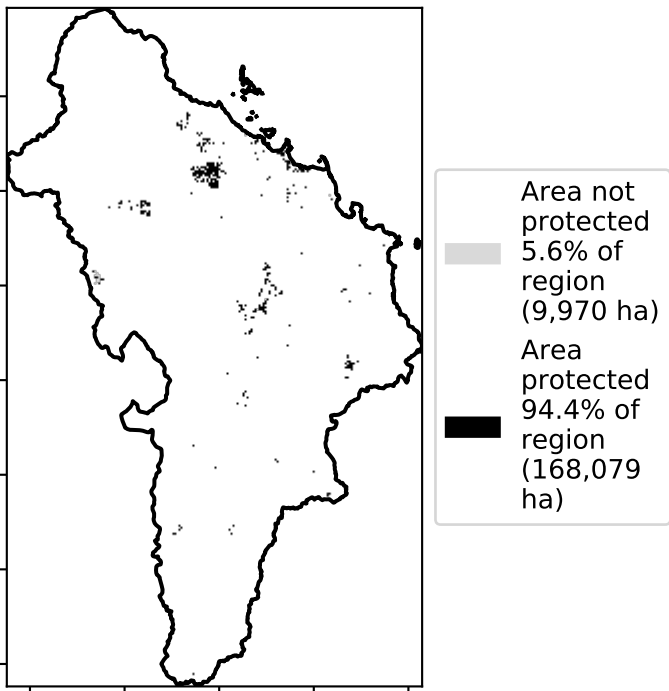 Area not
protected
5.6% of
region
(9,970 ha)
Area
protected
94.4% of
region
(168,079
ha)